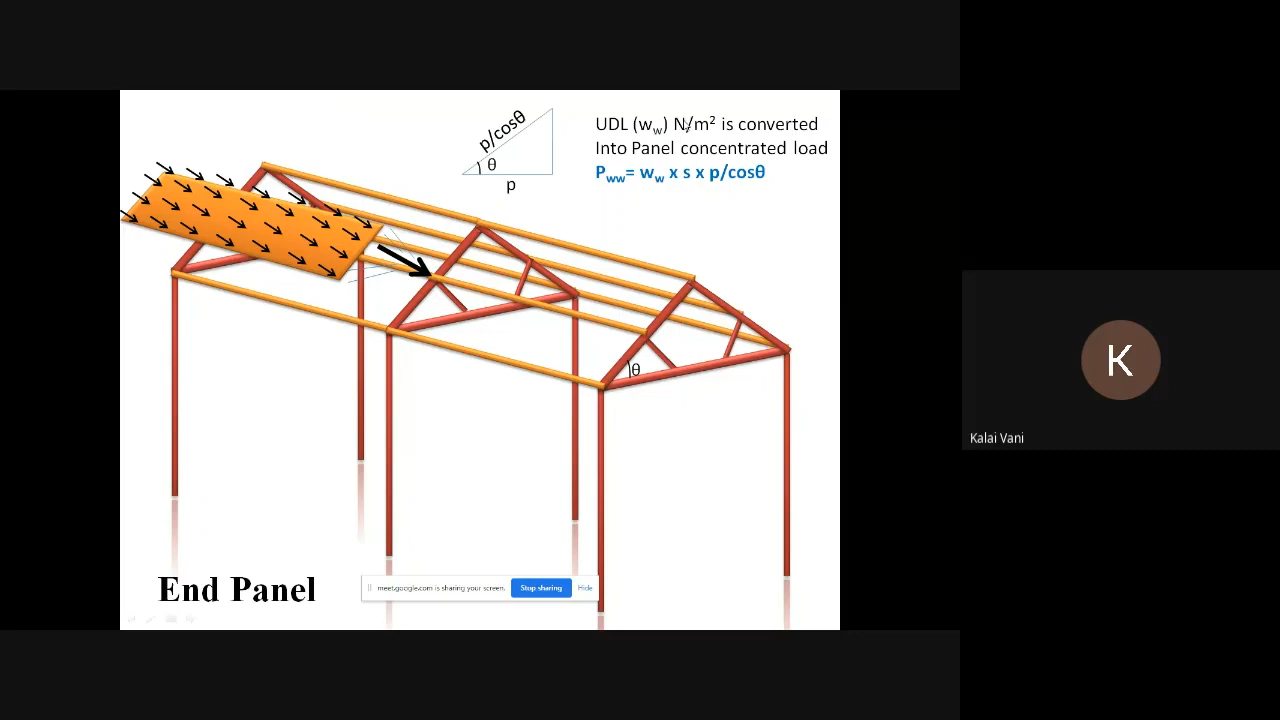 p/cosθ
θ
p
UDL (w_w) N/m² is converted
Into Panel concentrated load
P_ww= w_w x s x p/cosθ
θ
End Panel
meet.google.com is sharing your screen.
Stop sharing
Hide
K
Kalai Vani